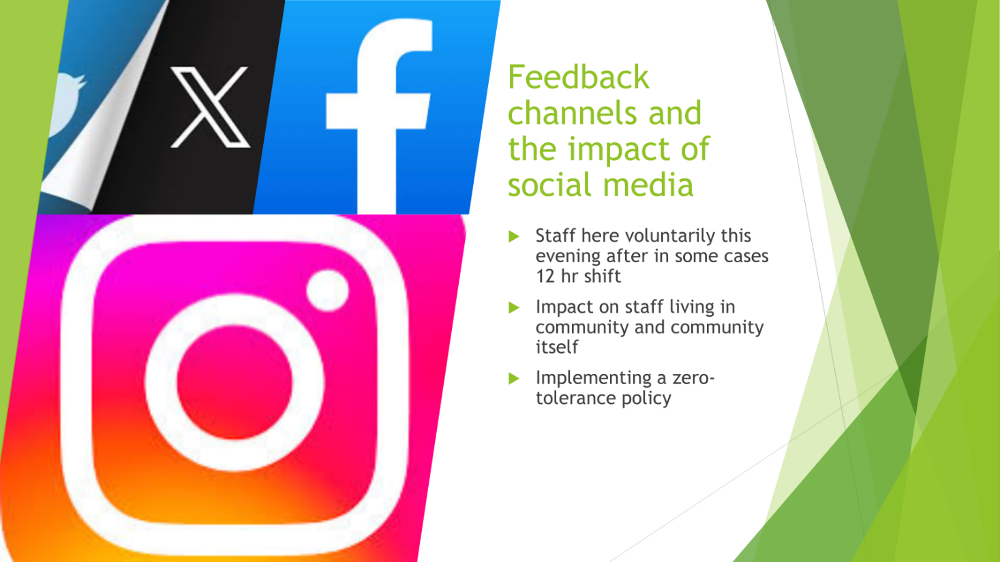 Feedback
channels and
the impact of
social media
Staff here voluntarily this
evening after in some cases
12 hr shift
Impact on staff living in
community and community
itself
Implementing a zero-
tolerance policy